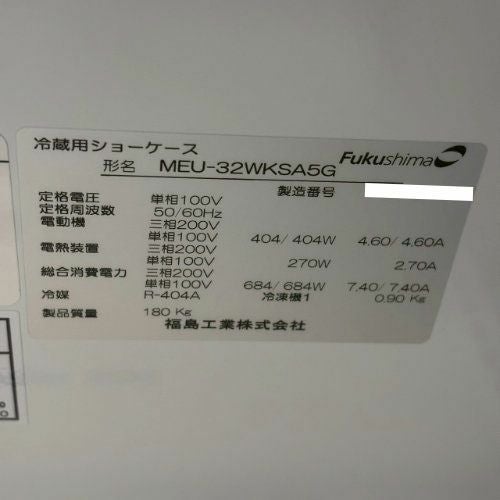 冷蔵用ショーケース
形名 MEU-32WKSA5G Fukushima
製造番号
定格電圧 単相100V
定格周波数 50/60Hz
電動機 三相200V
単相100V 404/ 404W 4.60/ 4.60A
電熱装置 三相200V
単相100V 270W 2.70A
総合消費電力 三相200V
単相100V 684/ 684W 7.40/ 7.40A
冷媒 R-404A 冷凍機1 0.90 Kg
製品質量 180 Kg
福島工業株式会社